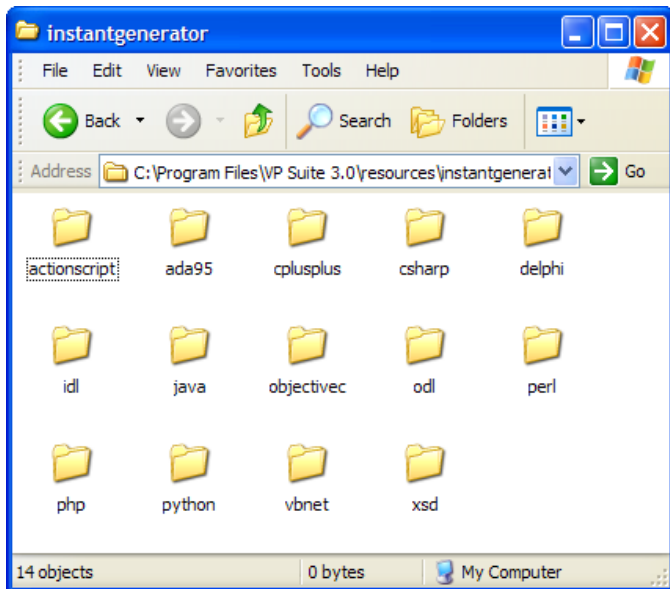 instantgenerator
File Edit View Favorites Tools Help
Back Search Folders
Address C:\Program Files\VP Suite 3.0\resources\instantgenerat Go
actionscript ada95 cplusplus csharp delphi
idl java objectivec odl perl
php python vbnet xsd
14 objects 0 bytes My Computer